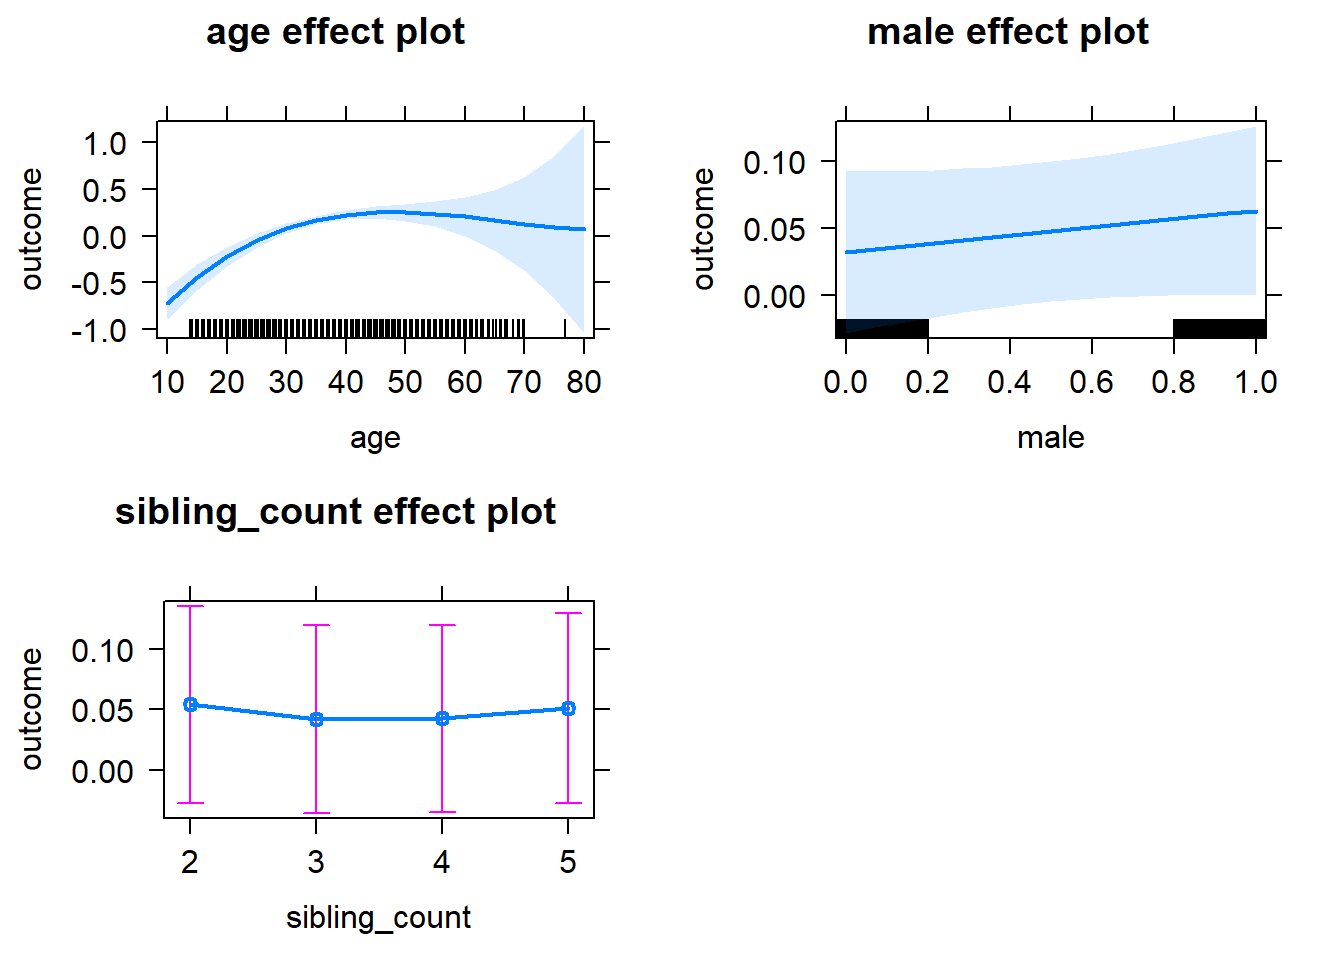 age effect plot
outcome
1.0
0.5
0.0
-0.5
-1.0
10 20 30 40 50 60 70 80
age
male effect plot
outcome
0.10
0.05
0.00
0.0 0.2 0.4 0.6 0.8 1.0
male
sibling_count effect plot
outcome
0.10
0.05
0.00
2 3 4 5
sibling_count